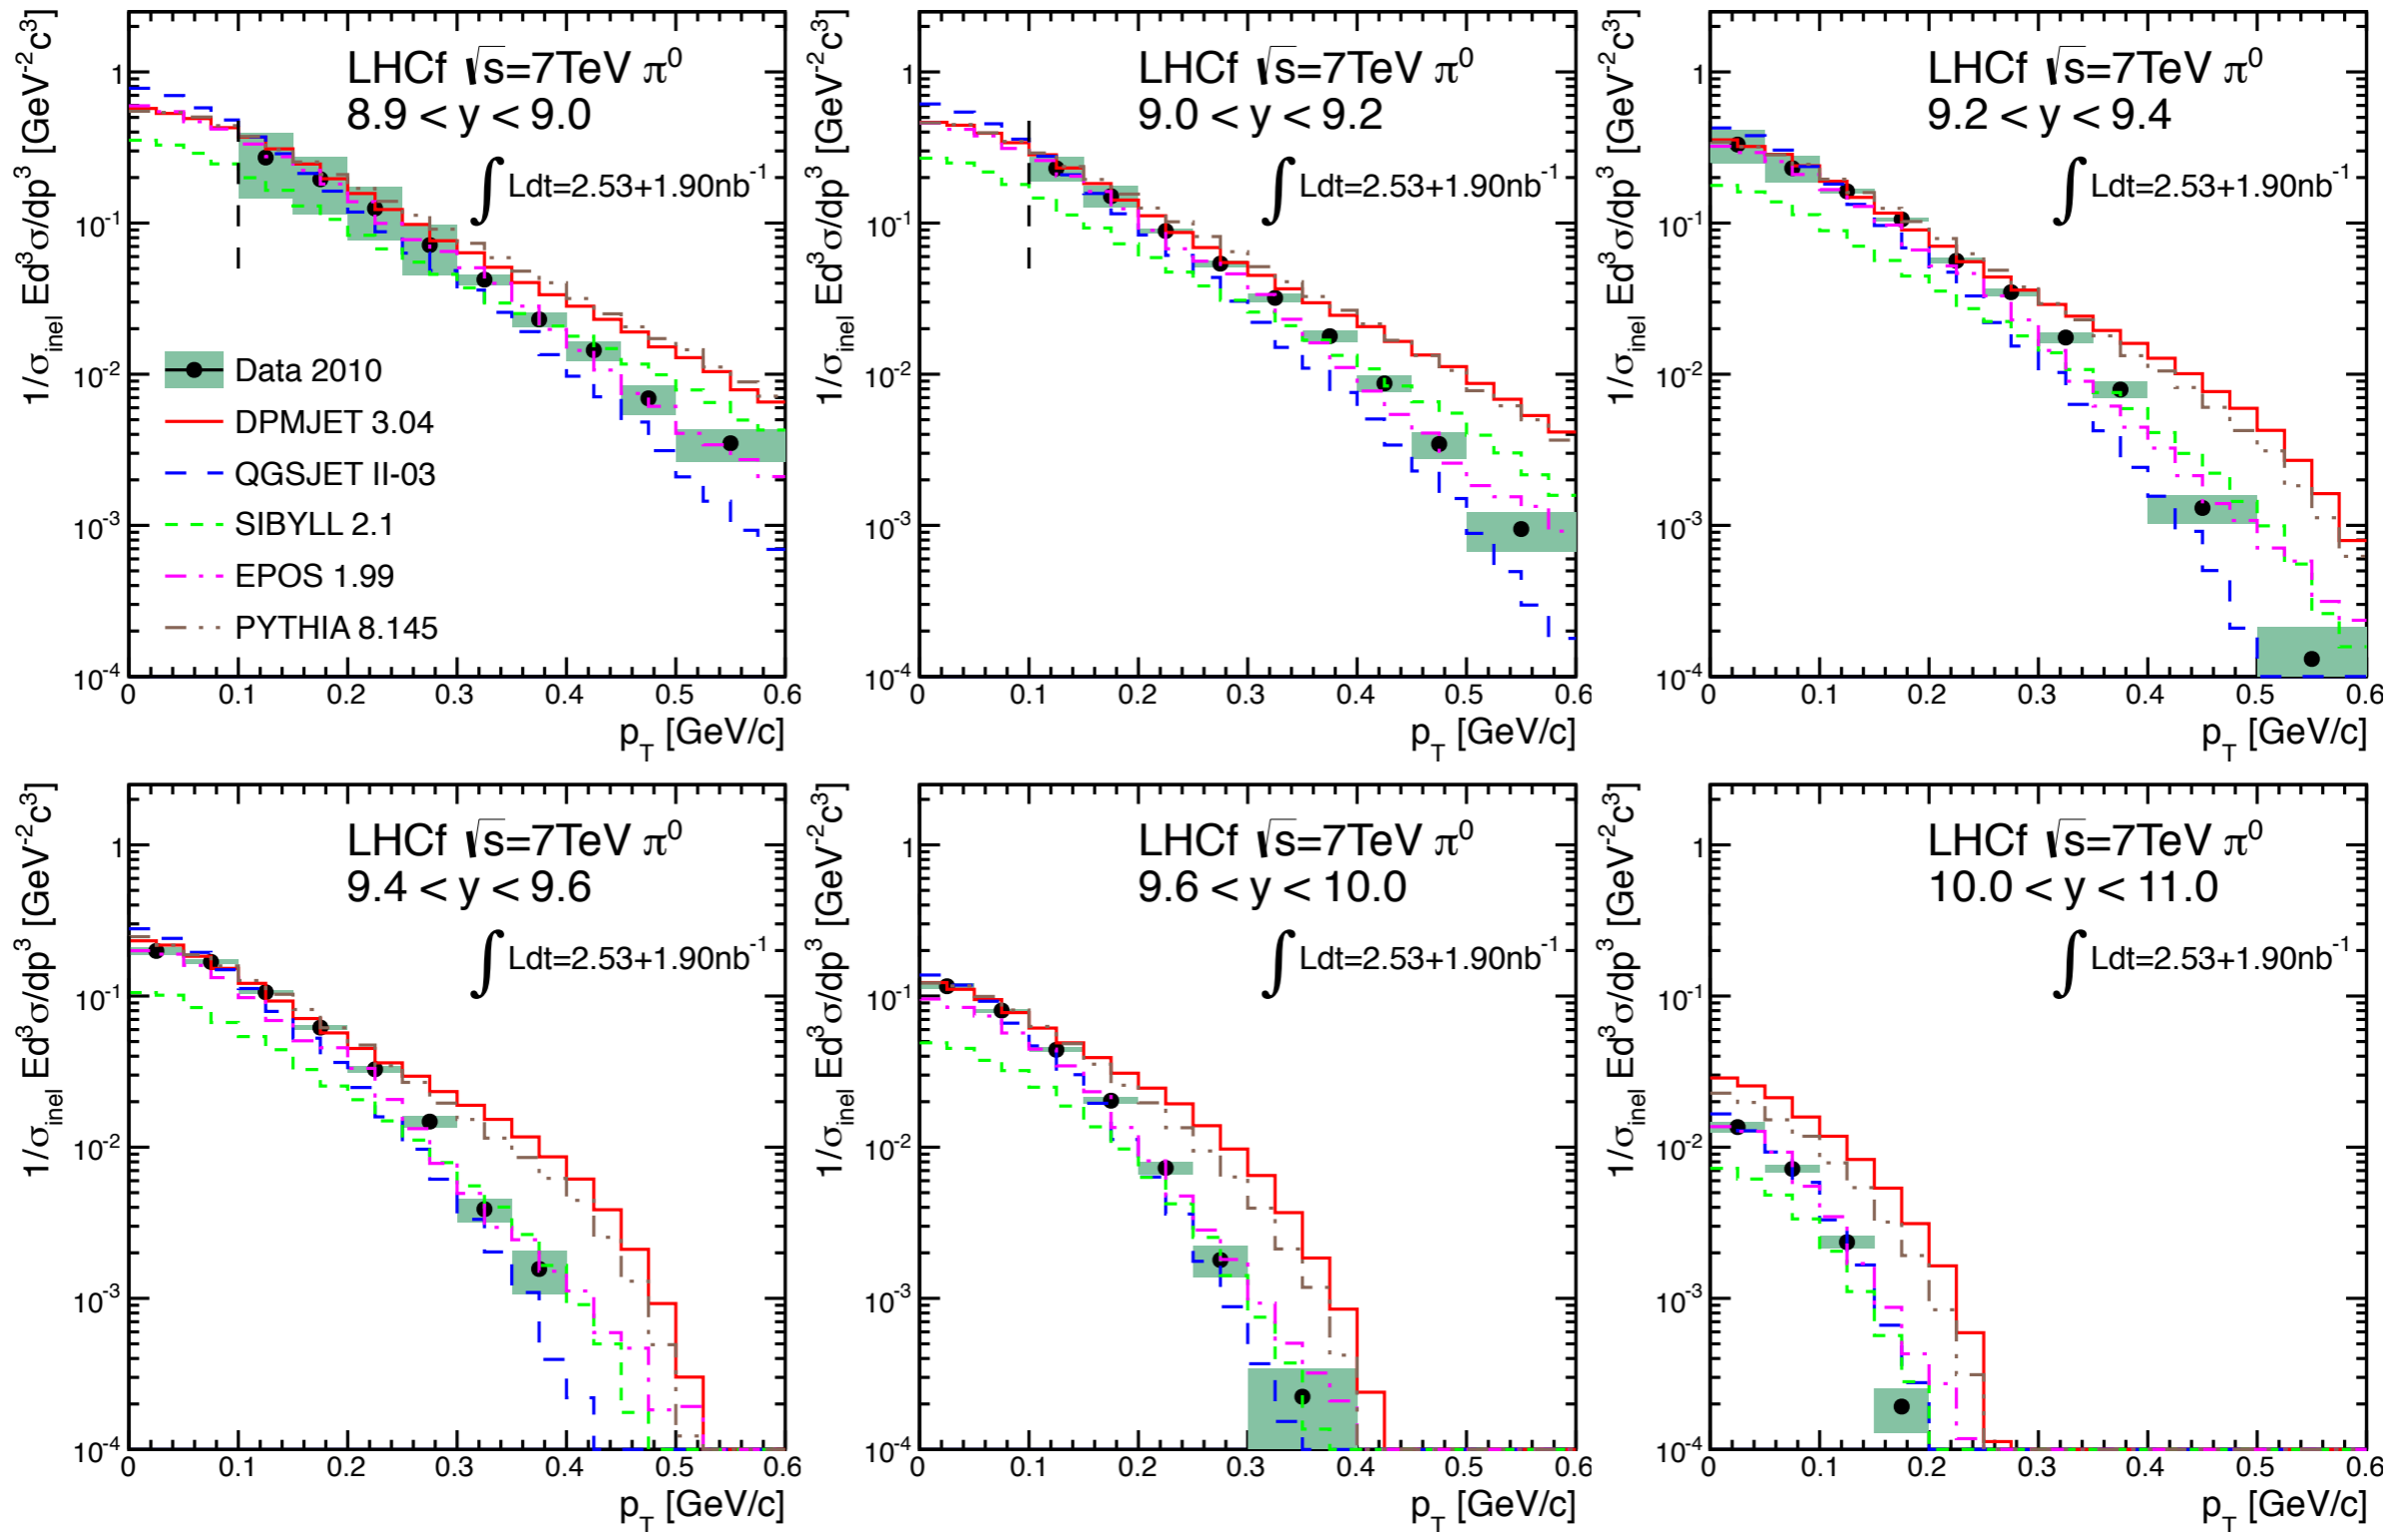 1/σ_inel Ed³σ/dp³ [GeV⁻²c³]
LHCf √s=7TeV π⁰
8.9 < y < 9.0
∫ Ldt=2.53+1.90nb⁻¹
Data 2010
DPMJET 3.04
QGSJET II-03
SIBYLL 2.1
EPOS 1.99
PYTHIA 8.145
1
10⁻¹
10⁻²
10⁻³
10⁻⁴
0 0.1 0.2 0.3 0.4 0.5 0.6
p_T [GeV/c]
1/σ_inel Ed³σ/dp³ [GeV⁻²c³]
LHCf √s=7TeV π⁰
9.0 < y < 9.2
∫ Ldt=2.53+1.90nb⁻¹
1
10⁻¹
10⁻²
10⁻³
10⁻⁴
0 0.1 0.2 0.3 0.4 0.5 0.6
p_T [GeV/c]
1/σ_inel Ed³σ/dp³ [GeV⁻²c³]
LHCf √s=7TeV π⁰
9.2 < y < 9.4
∫ Ldt=2.53+1.90nb⁻¹
1
10⁻¹
10⁻²
10⁻³
10⁻⁴
0 0.1 0.2 0.3 0.4 0.5 0.6
p_T [GeV/c]
1/σ_inel Ed³σ/dp³ [GeV⁻²c³]
LHCf √s=7TeV π⁰
9.4 < y < 9.6
∫ Ldt=2.53+1.90nb⁻¹
1
10⁻¹
10⁻²
10⁻³
10⁻⁴
0 0.1 0.2 0.3 0.4 0.5 0.6
p_T [GeV/c]
1/σ_inel Ed³σ/dp³ [GeV⁻²c³]
LHCf √s=7TeV π⁰
9.6 < y < 10.0
∫ Ldt=2.53+1.90nb⁻¹
1
10⁻¹
10⁻²
10⁻³
10⁻⁴
0 0.1 0.2 0.3 0.4 0.5 0.6
p_T [GeV/c]
1/σ_inel Ed³σ/dp³ [GeV⁻²c³]
LHCf √s=7TeV π⁰
10.0 < y < 11.0
∫ Ldt=2.53+1.90nb⁻¹
1
10⁻¹
10⁻²
10⁻³
10⁻⁴
0 0.1 0.2 0.3 0.4 0.5 0.6
p_T [GeV/c]